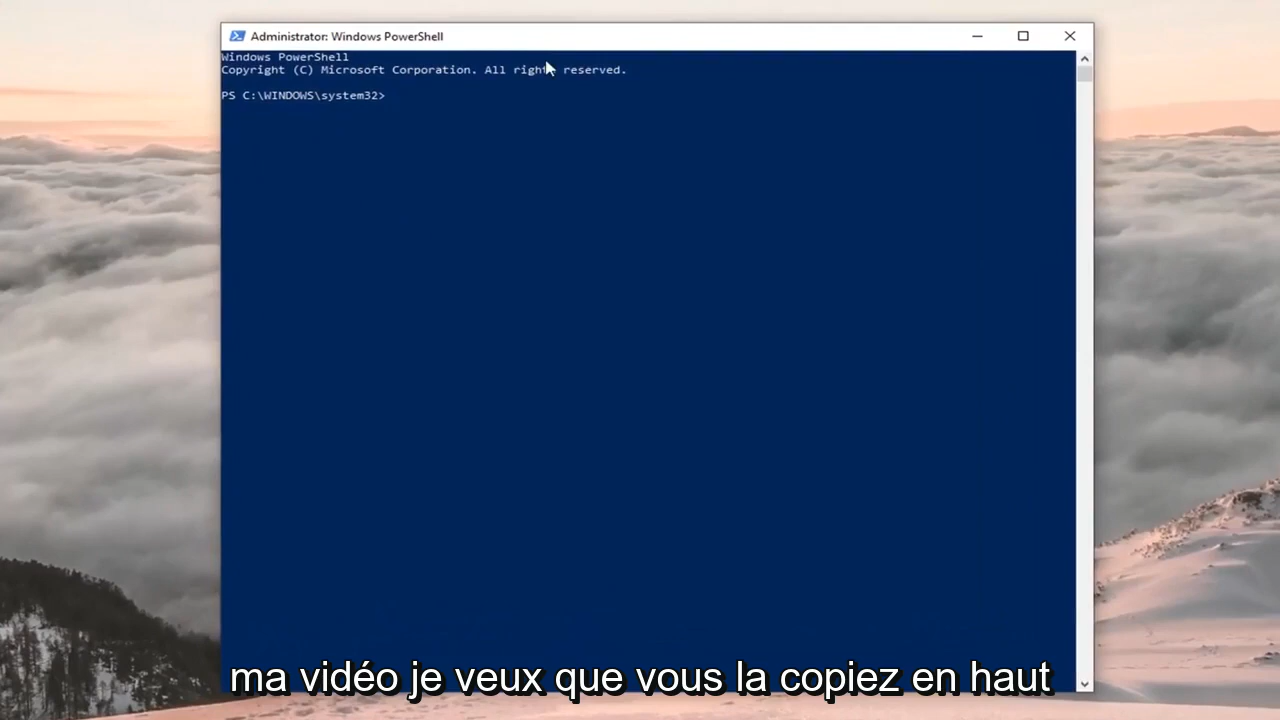 Administrator: Windows PowerShell
Windows PowerShell
Copyright (C) Microsoft Corporation. All rights reserved.
PS C:\WINDOWS\system32>
ma vidéo je veux que vous la copiez en haut